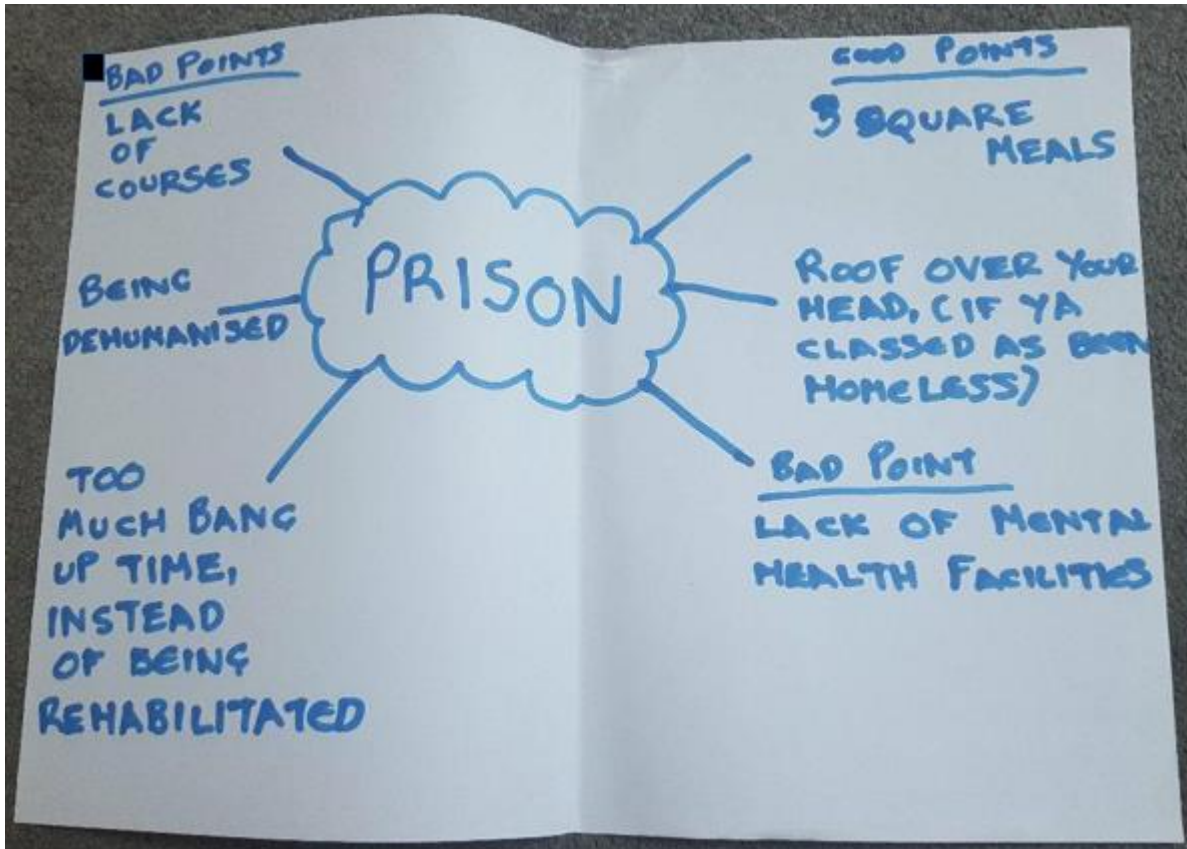 BAD POINTS
LACK
OF
COURSES
BEING
DEHUMANISED
TOO
MUCH BANG
UP TIME,
INSTEAD
OF BEING
REHABILITATED
PRISON
GOOD POINTS
3 SQUARE
MEALS
ROOF OVER YOUR
HEAD, (IF YA
CLASSED AS BEEN
HOMELESS)
BAD POINT
LACK OF MENTAL
HEALTH FACILITIES